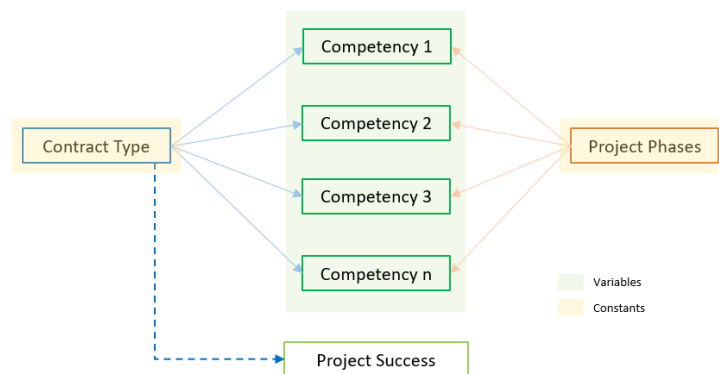 Competency 1
Competency 2
Contract Type
Project Phases
Competency 3
Competency n
Variables
Constants
Project Success